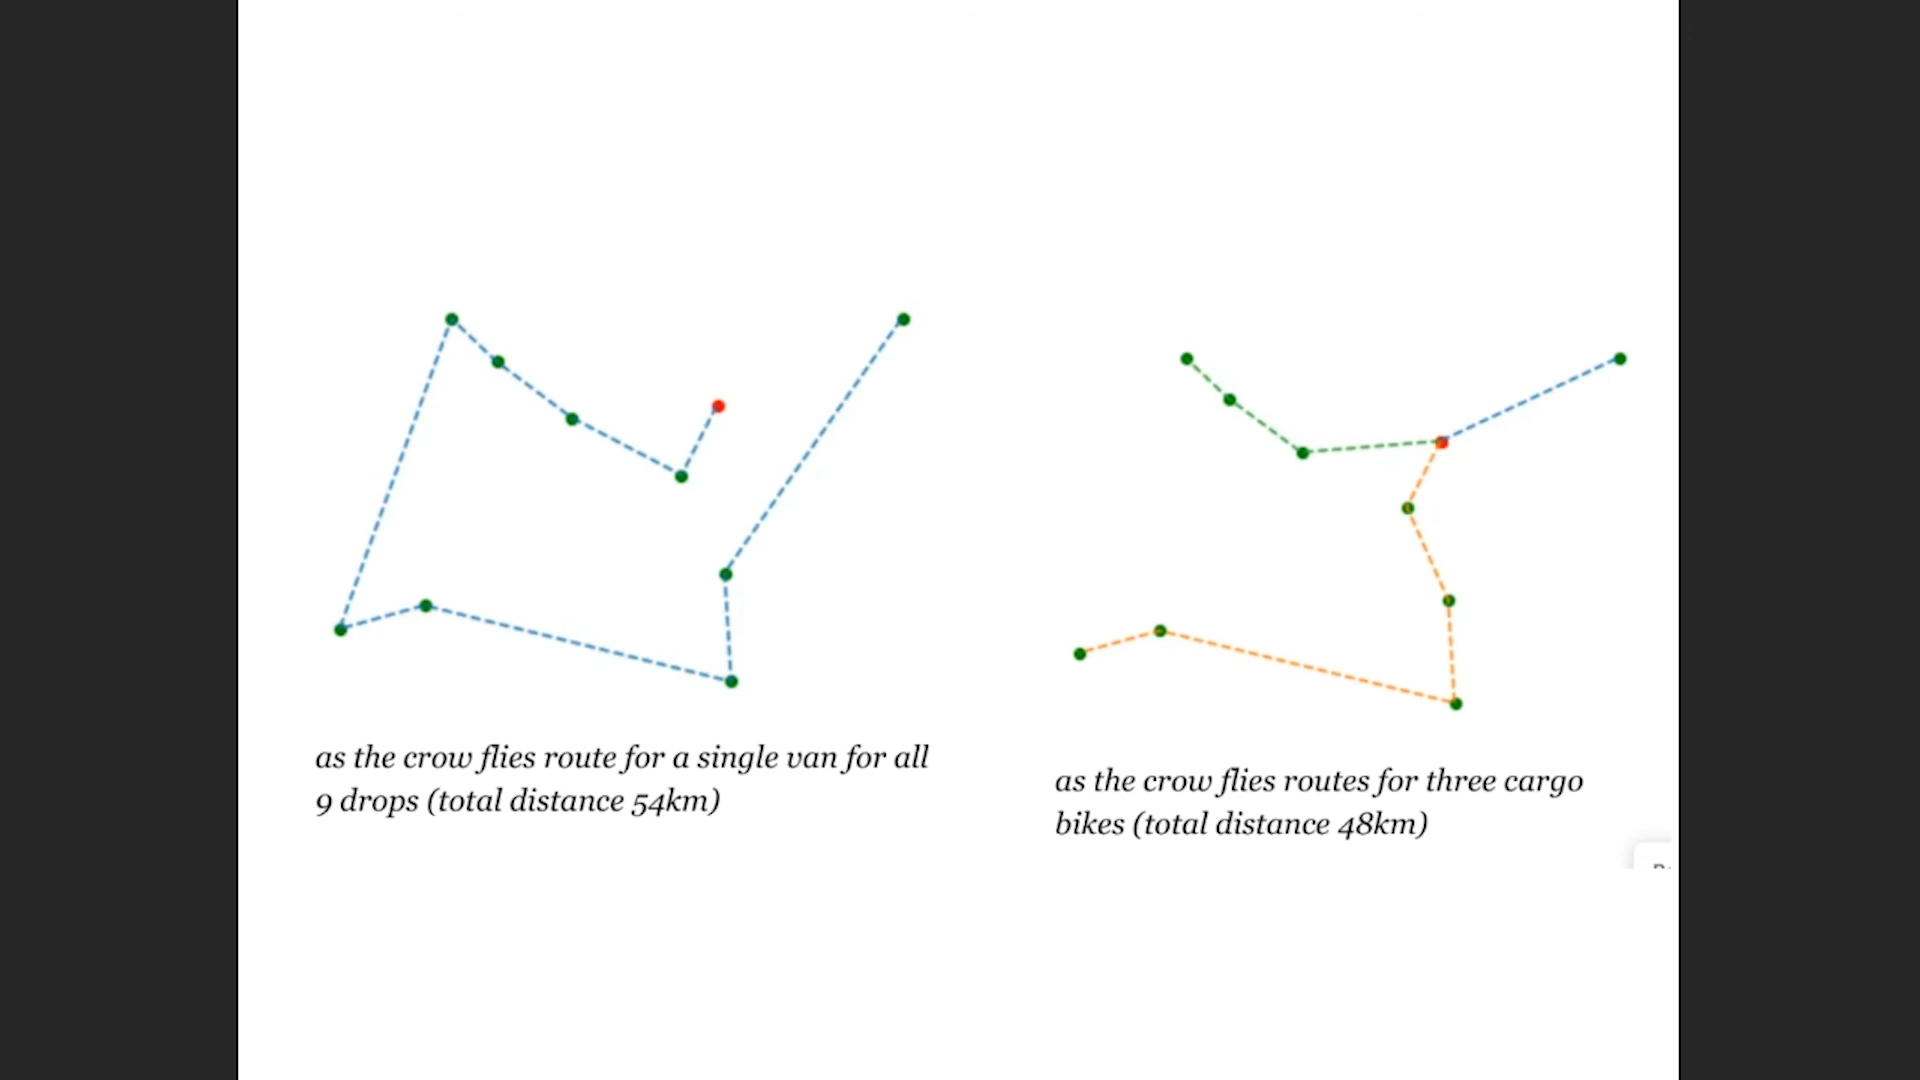 as the crow flies route for a single van for all
9 drops (total distance 54km)
as the crow flies routes for three cargo
bikes (total distance 48km)